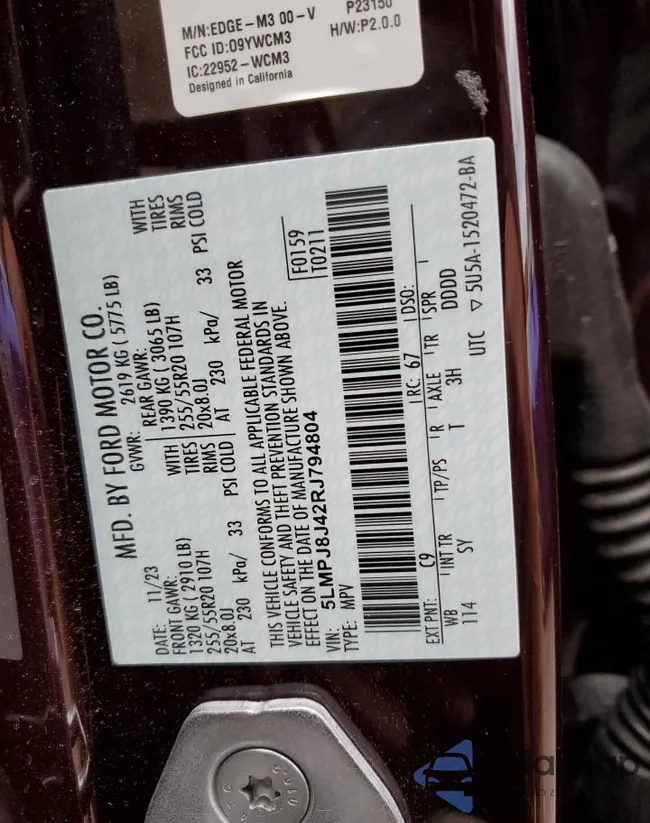 M/N:EDGE-M3 00-V
P23150
FCC ID:O9YWCM3
H/W:P2.0.0
IC:22952-WCM3
Designed in California
MFD. BY FORD MOTOR CO.
DATE: 11/23
GVWR: 2619 KG ( 5775 LB)
FRONT GAWR:
1320 KG ( 2910 LB)
WITH
255/55R20 107H
TIRES
20x8.0J
RIMS
AT 230 kPa/ 33 PSI COLD
REAR GAWR:
1390 KG ( 3065 LB)
WITH
255/55R20 107H
TIRES
20x8.0J
RIMS
AT 230 kPa/ 33 PSI COLD
THIS VEHICLE CONFORMS TO ALL APPLICABLE FEDERAL MOTOR
VEHICLE SAFETY AND THEFT PREVENTION STANDARDS IN
EFFECT ON THE DATE OF MANUFACTURE SHOWN ABOVE.
F0159
T0211
VIN: 5LMPJ8J42RJ794804
TYPE: MPV
EXT PNT: C9
RC: 67
DSO:
WB
INT TR
TP/PS
R
AXLE
TR
SPR
114
SY
T
3H
DDDD
UTC ▽ 5U5A-1520472-BA